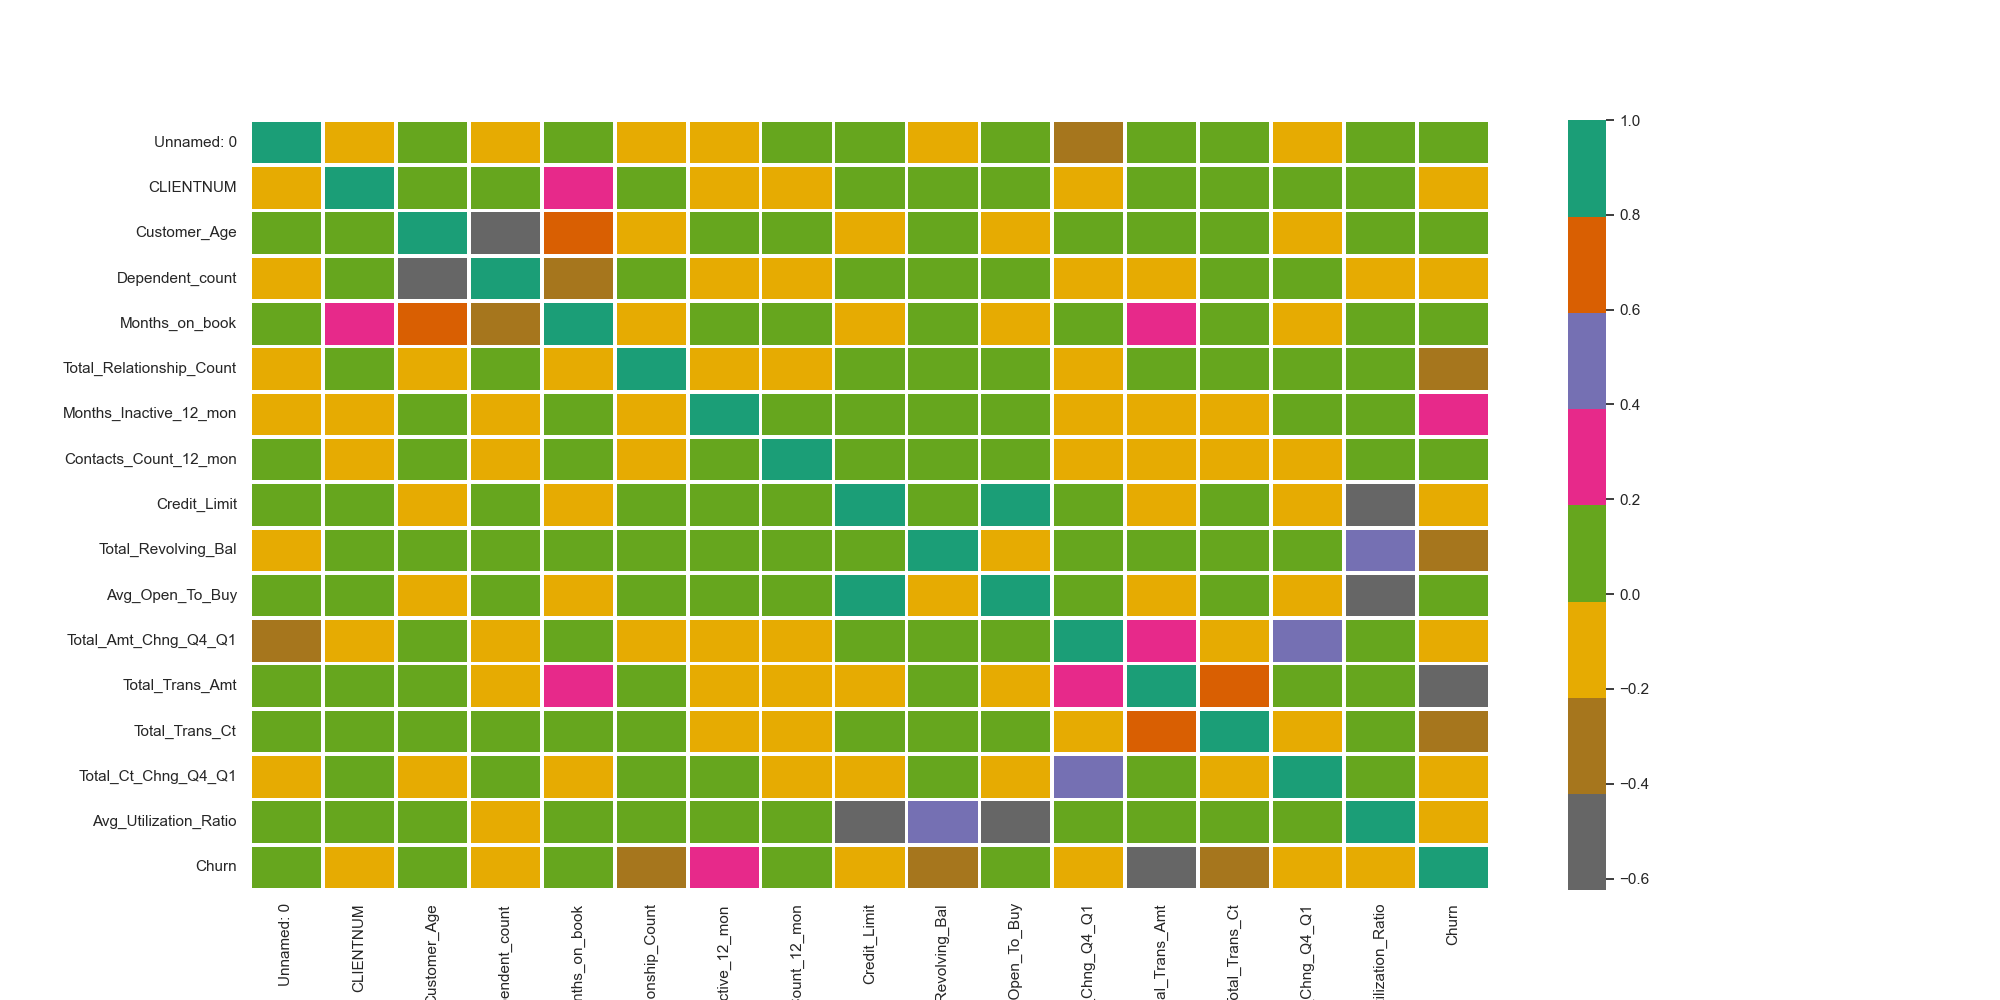 Unnamed: 0
CLIENTNUM
Customer_Age
Dependent_count
Months_on_book
Total_Relationship_Count
Months_Inactive_12_mon
Contacts_Count_12_mon
Credit_Limit
Total_Revolving_Bal
Avg_Open_To_Buy
Total_Amt_Chng_Q4_Q1
Total_Trans_Amt
Total_Trans_Ct
Total_Ct_Chng_Q4_Q1
Avg_Utilization_Ratio
Churn
Unnamed: 0
CLIENTNUM
Customer_Age
endent_count
nths_on_book
onship_Count
ctive_12_mon
ount_12_mon
Credit_Limit
Revolving_Bal
Open_To_Buy
_Chng_Q4_Q1
al_Trans_Amt
Total_Trans_Ct
_Chng_Q4_Q1
ilization_Ratio
Churn
1.0
0.8
0.6
0.4
0.2
0.0
−0.2
−0.4
−0.6